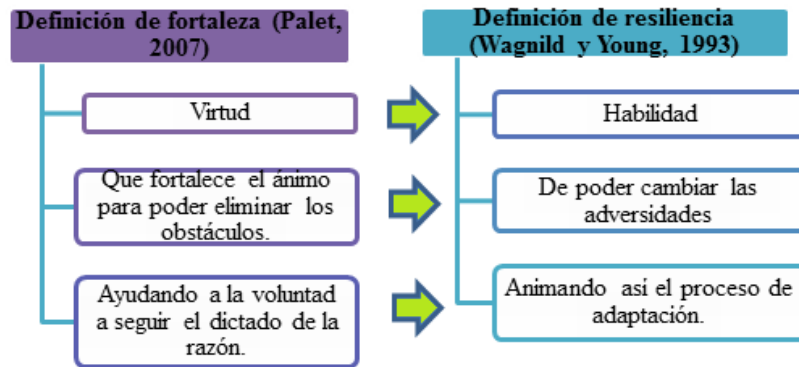 Definición de fortaleza (Palet,
2007)
Virtud
Que fortalece el ánimo
para poder eliminar los
obstáculos.
Ayudando a la voluntad
a seguir el dictado de la
razón.
Definición de resiliencia
(Wagnild y Young, 1993)
Habilidad
De poder cambiar las
adversidades
Animando así el proceso de
adaptación.